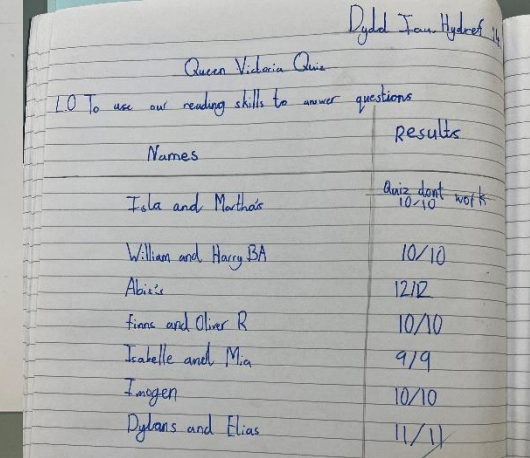 Dydd Iau Hydref 14
Queen Victoria Quiz
L.O To use our reading skills to answer questions
Names Results
Isla and Martha's Quiz dont work 10/10
William and Harry BA 10/10
Abi's 12/12
finns and Oliver R 10/10
Isabelle and Mia 9/9
Imogen 10/10
Dylans and Elias 11/11